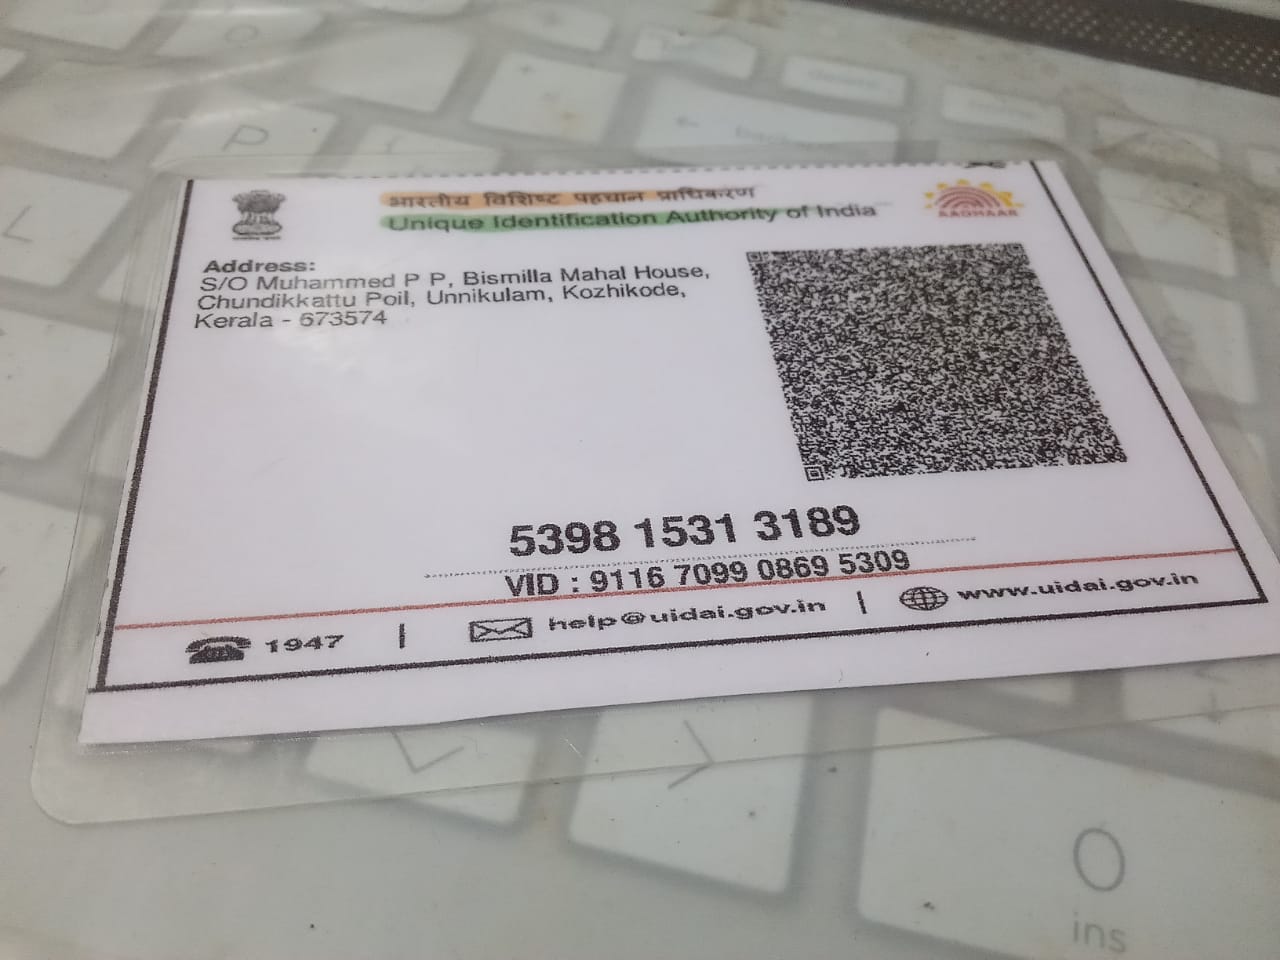 भारतीय विशिष्ट पहचान प्राधिकरण
Unique Identification Authority of India
AADHAAR
Address:
S/O Muhammed P P, Bismilla Mahal House,
Chundikkattu Poil, Unnikulam, Kozhikode,
Kerala - 673574
5398 1531 3189
VID : 9116 7099 0869 5309
1947 | help@uidai.gov.in | www.uidai.gov.in
P
L
O
ins